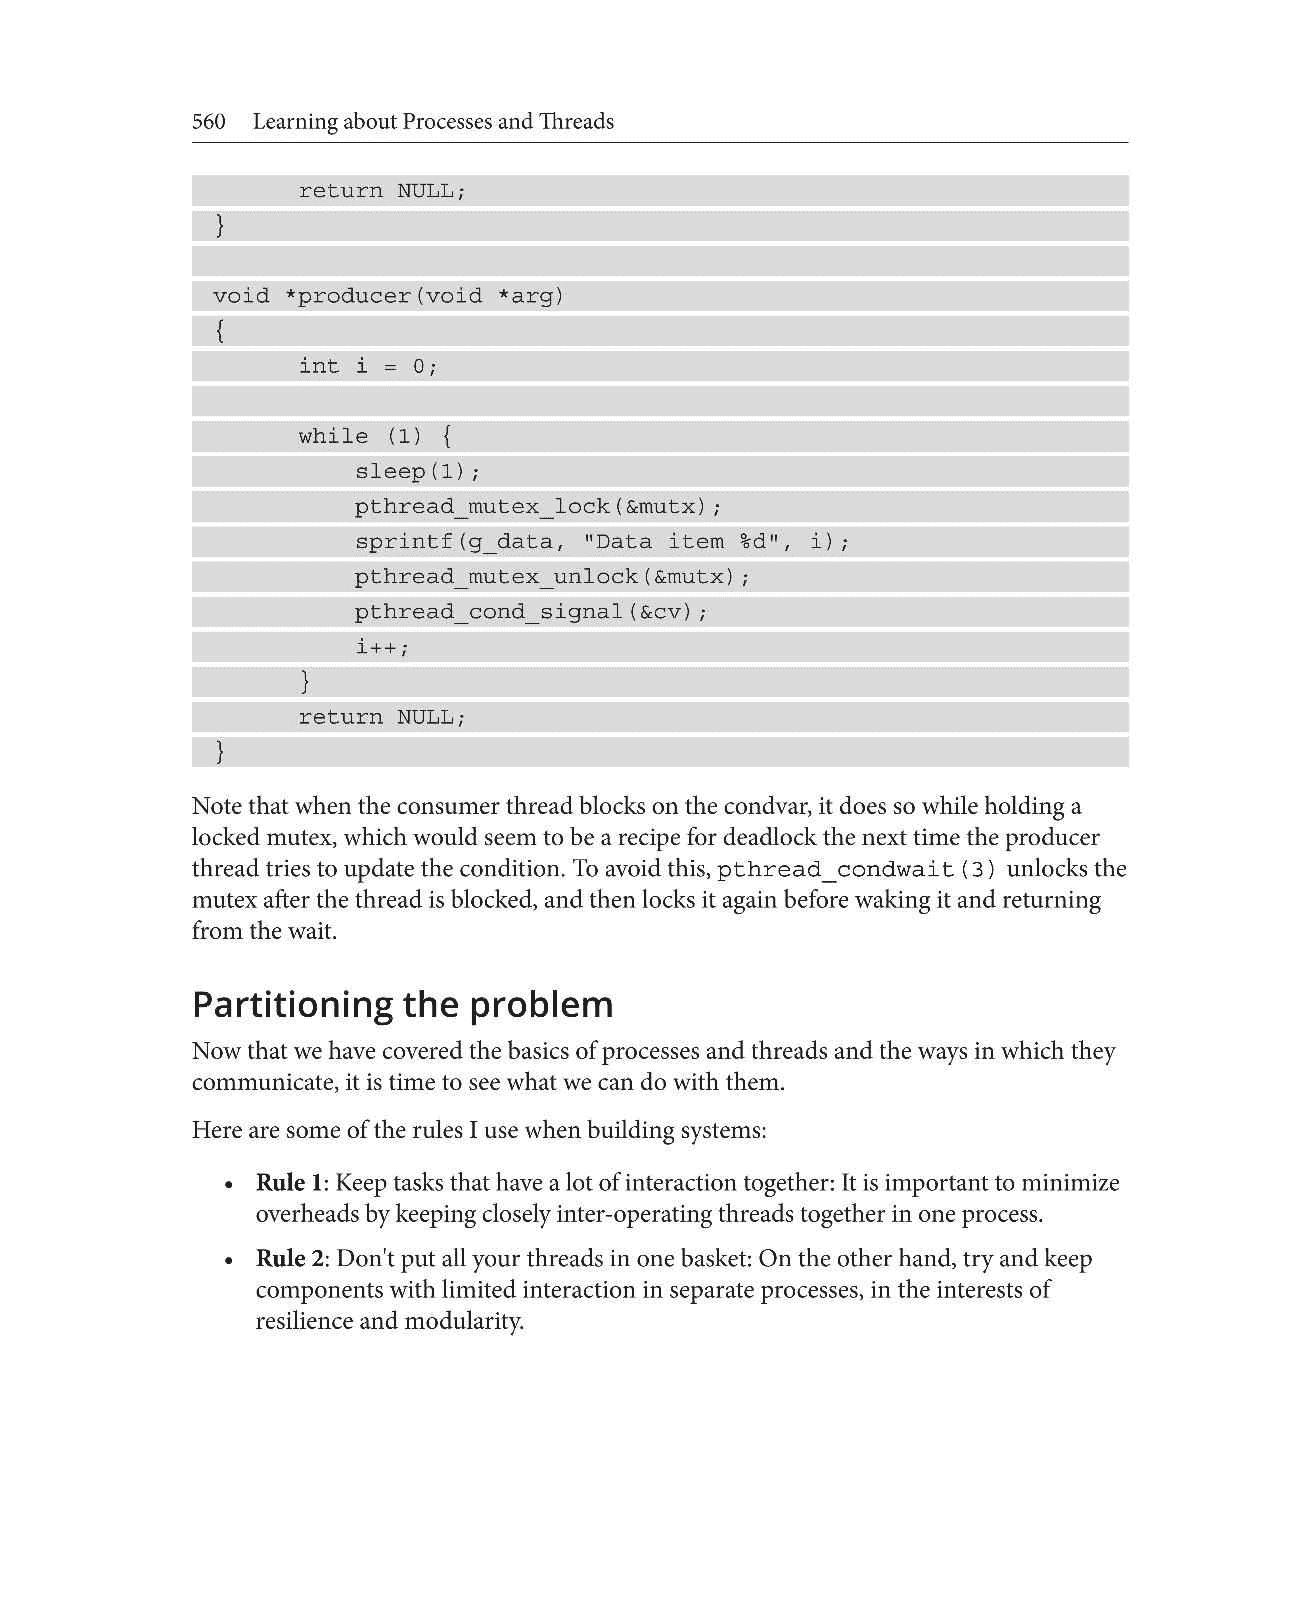 560 Learning about Processes and Threads
return NULL;
}
void *producer(void *arg)
{
int i = 0;
while (1) {
sleep(1);
pthread_mutex_lock(&mutx);
sprintf(g_data, "Data item %d", i);
pthread_mutex_unlock(&mutx);
pthread_cond_signal(&cv);
i++;
}
return NULL;
}
Note that when the consumer thread blocks on the condvar, it does so while holding a
locked mutex, which would seem to be a recipe for deadlock the next time the producer
thread tries to update the condition. To avoid this, pthread_condwait(3) unlocks the
mutex after the thread is blocked, and then locks it again before waking it and returning
from the wait.
Partitioning the problem
Now that we have covered the basics of processes and threads and the ways in which they
communicate, it is time to see what we can do with them.
Here are some of the rules I use when building systems:
• Rule 1: Keep tasks that have a lot of interaction together: It is important to minimize
overheads by keeping closely inter-operating threads together in one process.
• Rule 2: Don't put all your threads in one basket: On the other hand, try and keep
components with limited interaction in separate processes, in the interests of
resilience and modularity.